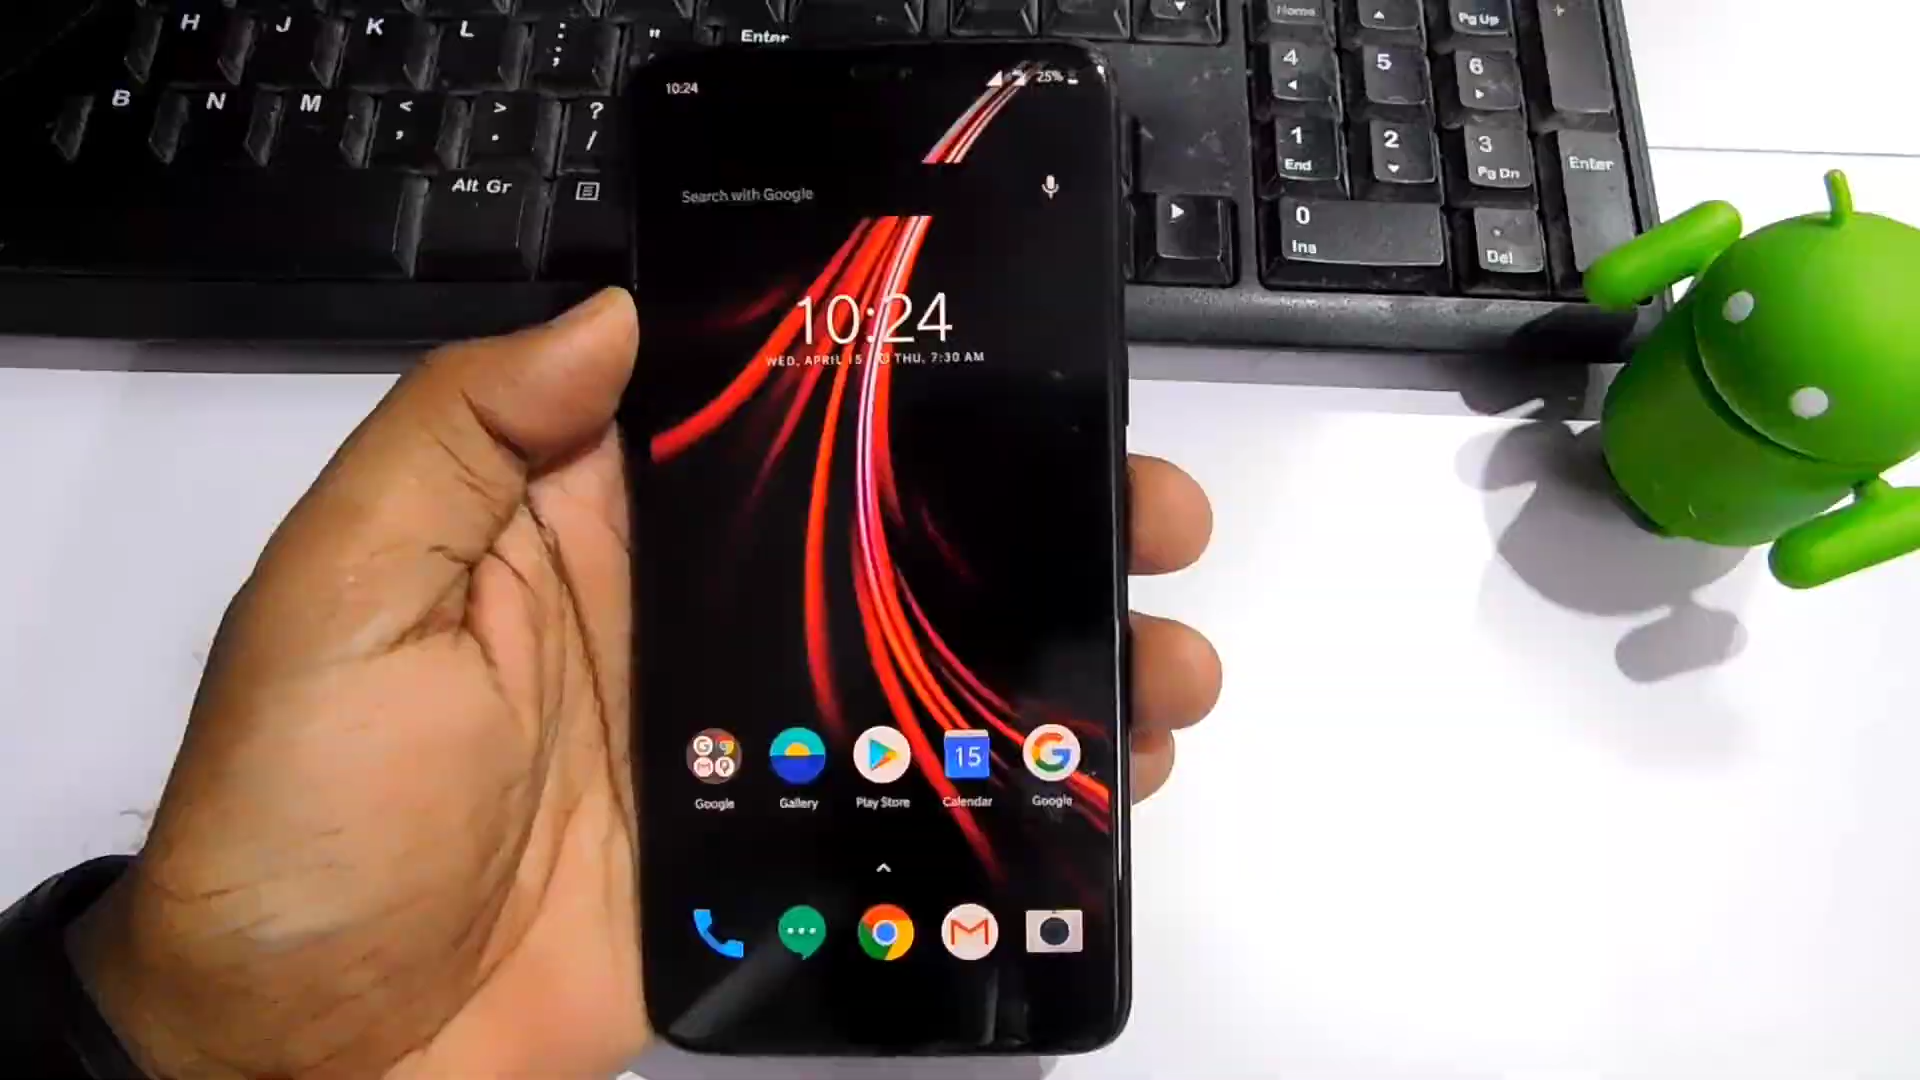 H J K L : ; " Enter
B N M < , > . ? /
Alt Gr
Home Pg Up +
4 5 6
1 End 2 3 Pg Dn Enter
0 Ins . Del
10:24 25%
Search with Google
10:24
WED, APRIL 15 THU, 7:30 AM
15
Google Gallery Play Store Calendar Google